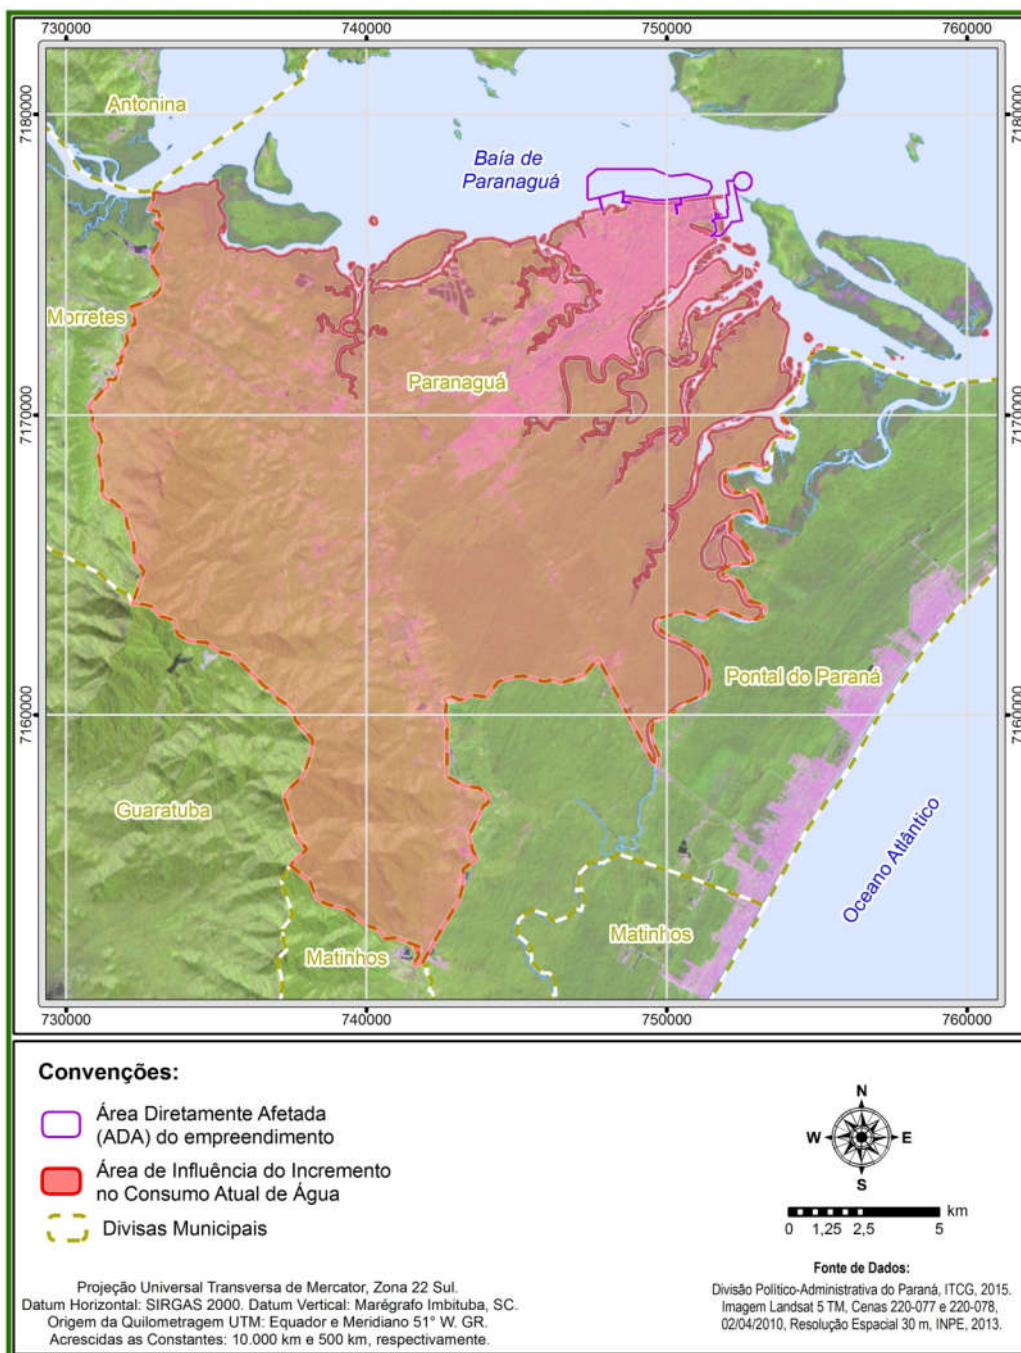 730000 740000 750000 760000
7180000
7180000
Antonina
Baía de
Paranaguá
Morretes
Paranaguá
7170000
7170000
Pontal do Paraná
7160000
7160000
Guaratuba
Oceano Atlântico
Matinhos
Matinhos
730000 740000 750000 760000
Convenções:
Área Diretamente Afetada
(ADA) do empreendimento
Área de Influência do Incremento
no Consumo Atual de Água
Divisas Municipais
N
W E
S
km
0 1,25 2,5 5
Projeção Universal Transversa de Mercator, Zona 22 Sul.
Datum Horizontal: SIRGAS 2000. Datum Vertical: Marégrafo Imbituba, SC.
Origem da Quilometragem UTM: Equador e Meridiano 51° W. GR.
Acrescidas as Constantes: 10.000 km e 500 km, respectivamente.
Fonte de Dados:
Divisão Político-Administrativa do Paraná, ITCG, 2015.
Imagem Landsat 5 TM, Cenas 220-077 e 220-078,
02/04/2010, Resolução Espacial 30 m, INPE, 2013.